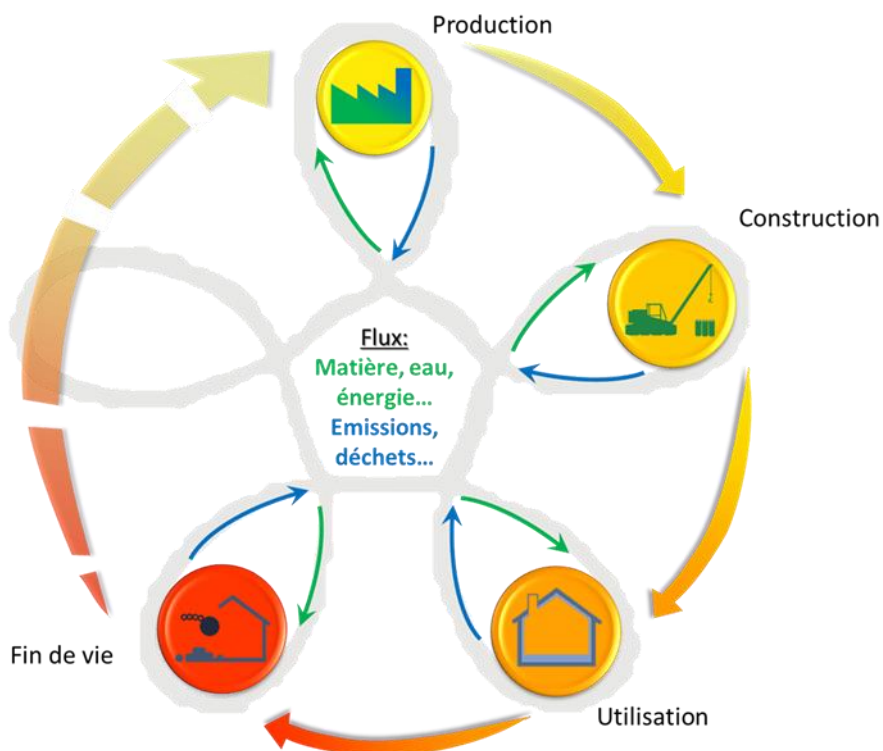 Production
Construction
Flux:
Matière, eau,
énergie...
Emissions,
déchets...
Fin de vie
Utilisation